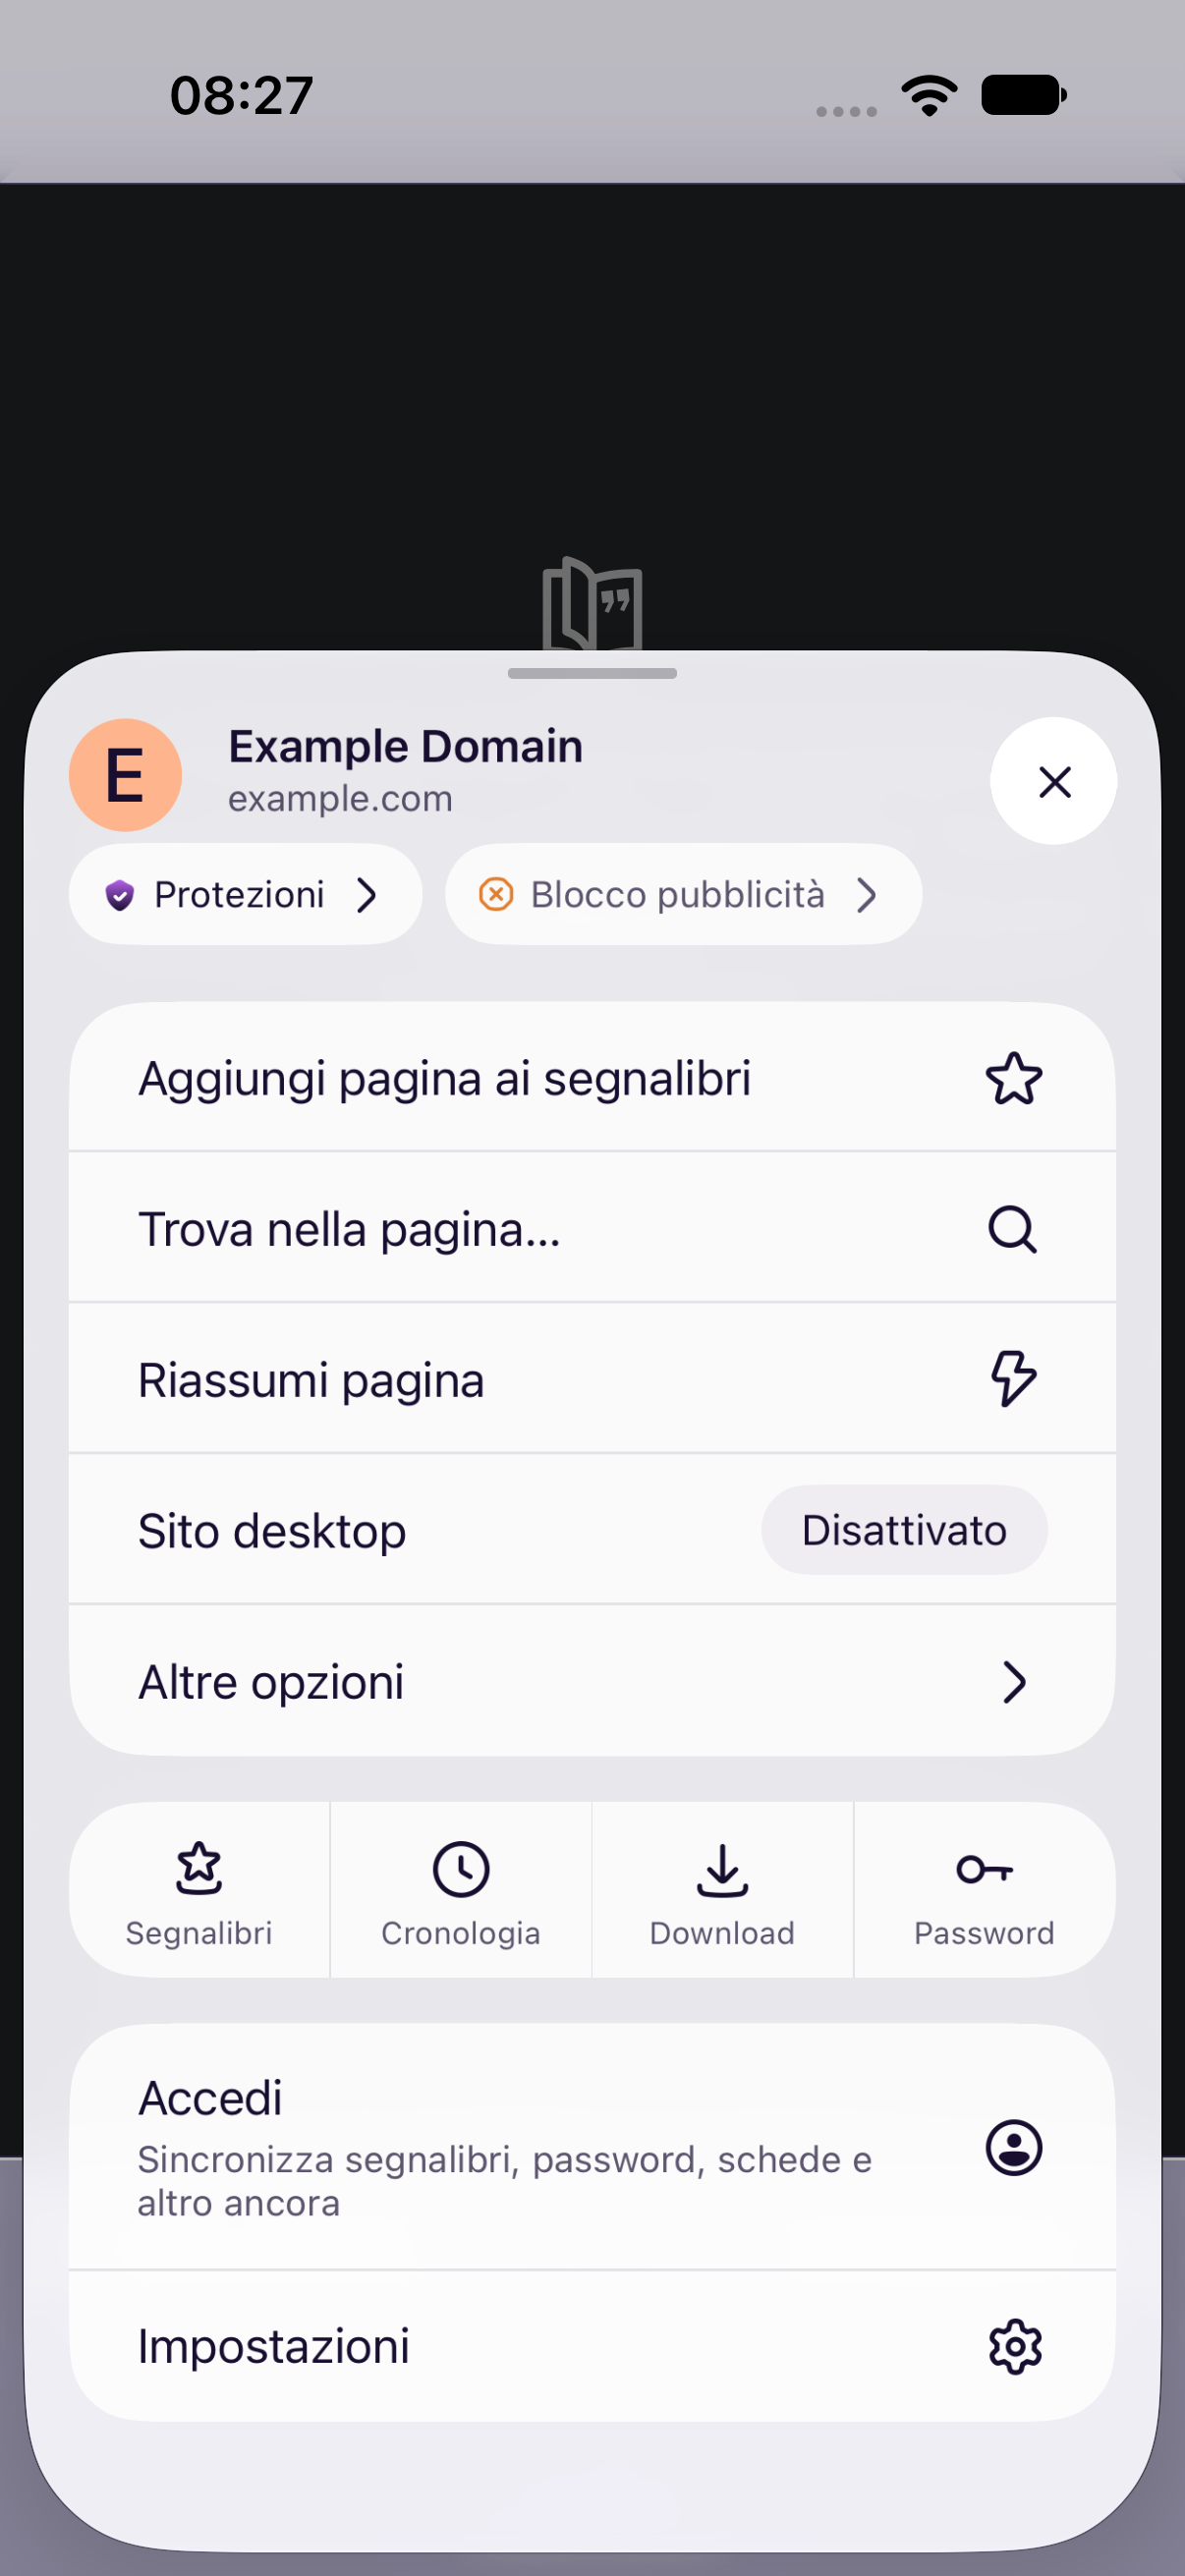 08:27
E
Example Domain
example.com
Protezioni
Blocco pubblicità
Aggiungi pagina ai segnalibri
Trova nella pagina...
Riassumi pagina
Sito desktop
Disattivato
Altre opzioni
Segnalibri
Cronologia
Download
Password
Accedi
Sincronizza segnalibri, password, schede e
altro ancora
Impostazioni